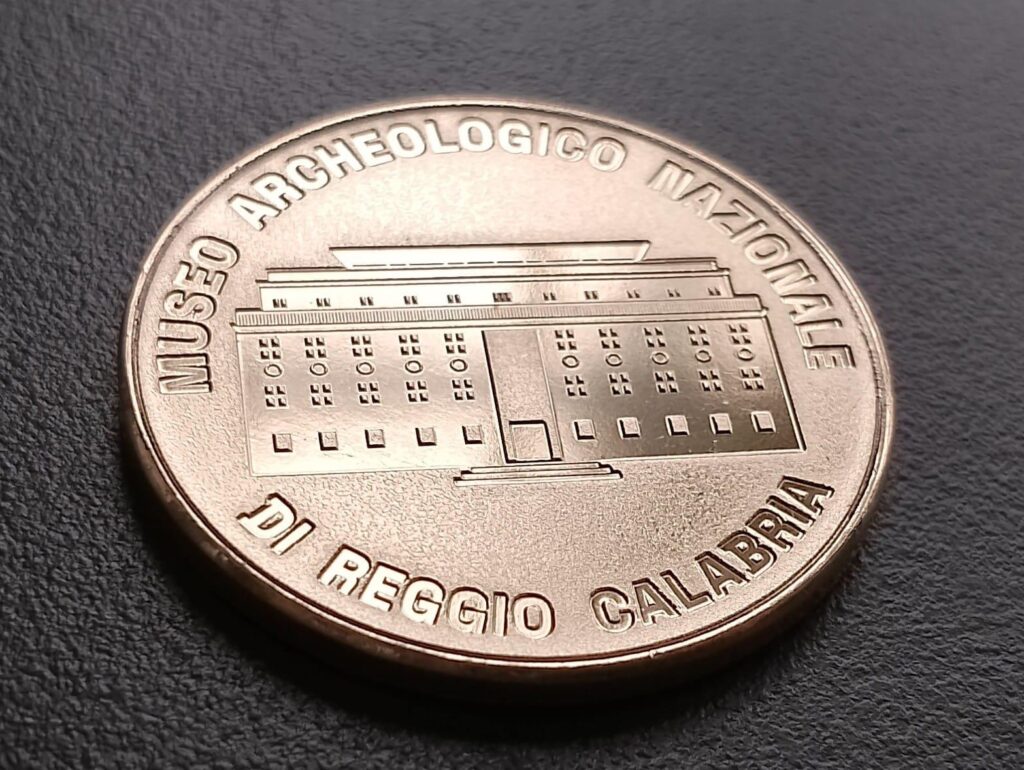 MUSEO ARCHEOLOGICO NAZIONALE
DI REGGIO CALABRIA